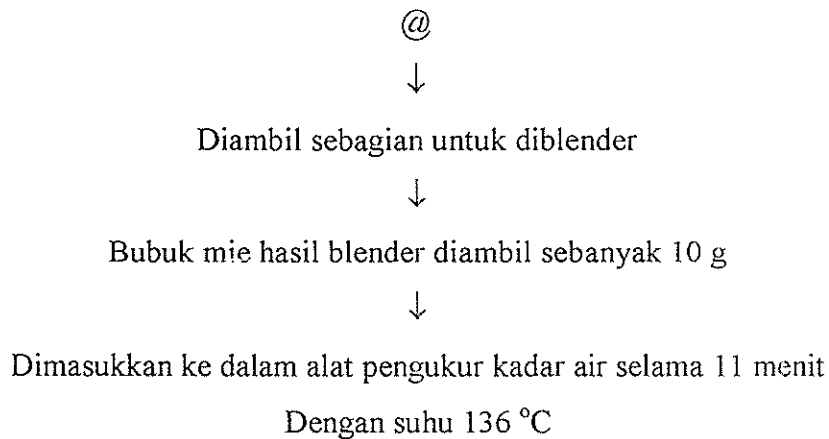 @
↓
Diambil sebagian untuk diblender
↓
Bubuk mie hasil blender diambil sebanyak 10 g
↓
Dimasukkan ke dalam alat pengukur kadar air selama 11 menit
Dengan suhu 136 °C